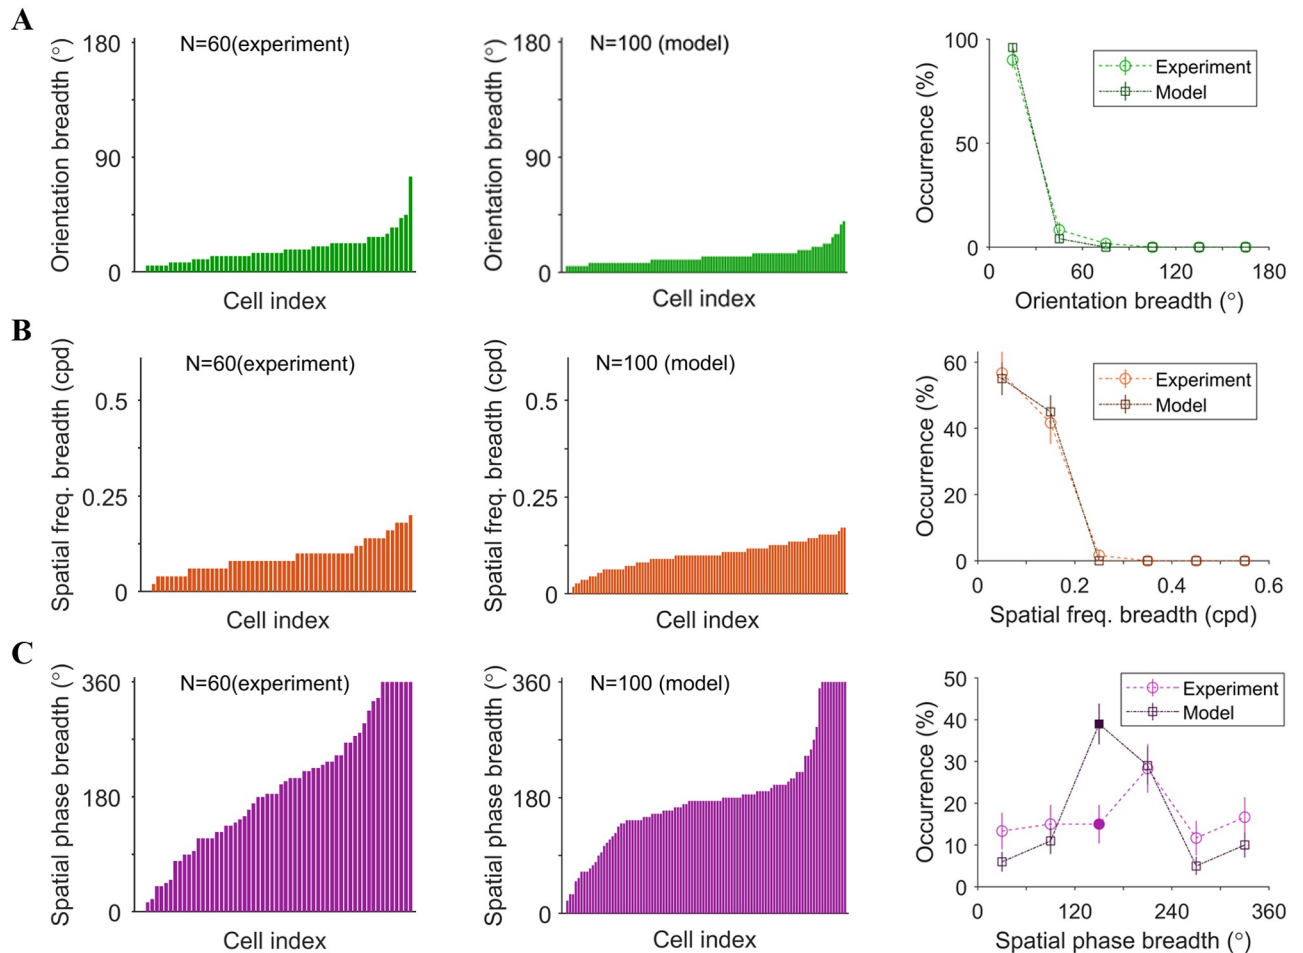 A
N=60(experiment)
Orientation breadth (°)
180
90
0
Cell index
N=100 (model)
Orientation breadth (°)
180
90
0
Cell index
Experiment
Model
Occurrence (%)
100
50
0
0 60 120 180
Orientation breadth (°)
B
N=60(experiment)
Spatial freq. breadth (cpd)
0.5
0.25
0
Cell index
N=100 (model)
Spatial freq. breadth (cpd)
0.5
0.25
0
Cell index
Experiment
Model
Occurrence (%)
60
40
20
0
0 0.2 0.4 0.6
Spatial freq. breadth (cpd)
C
N=60(experiment)
Spatial phase breadth (°)
360
180
0
Cell index
N=100 (model)
Spatial phase breadth (°)
360
180
0
Cell index
Experiment
Model
Occurrence (%)
50
40
30
20
10
0
0 120 240 360
Spatial phase breadth (°)